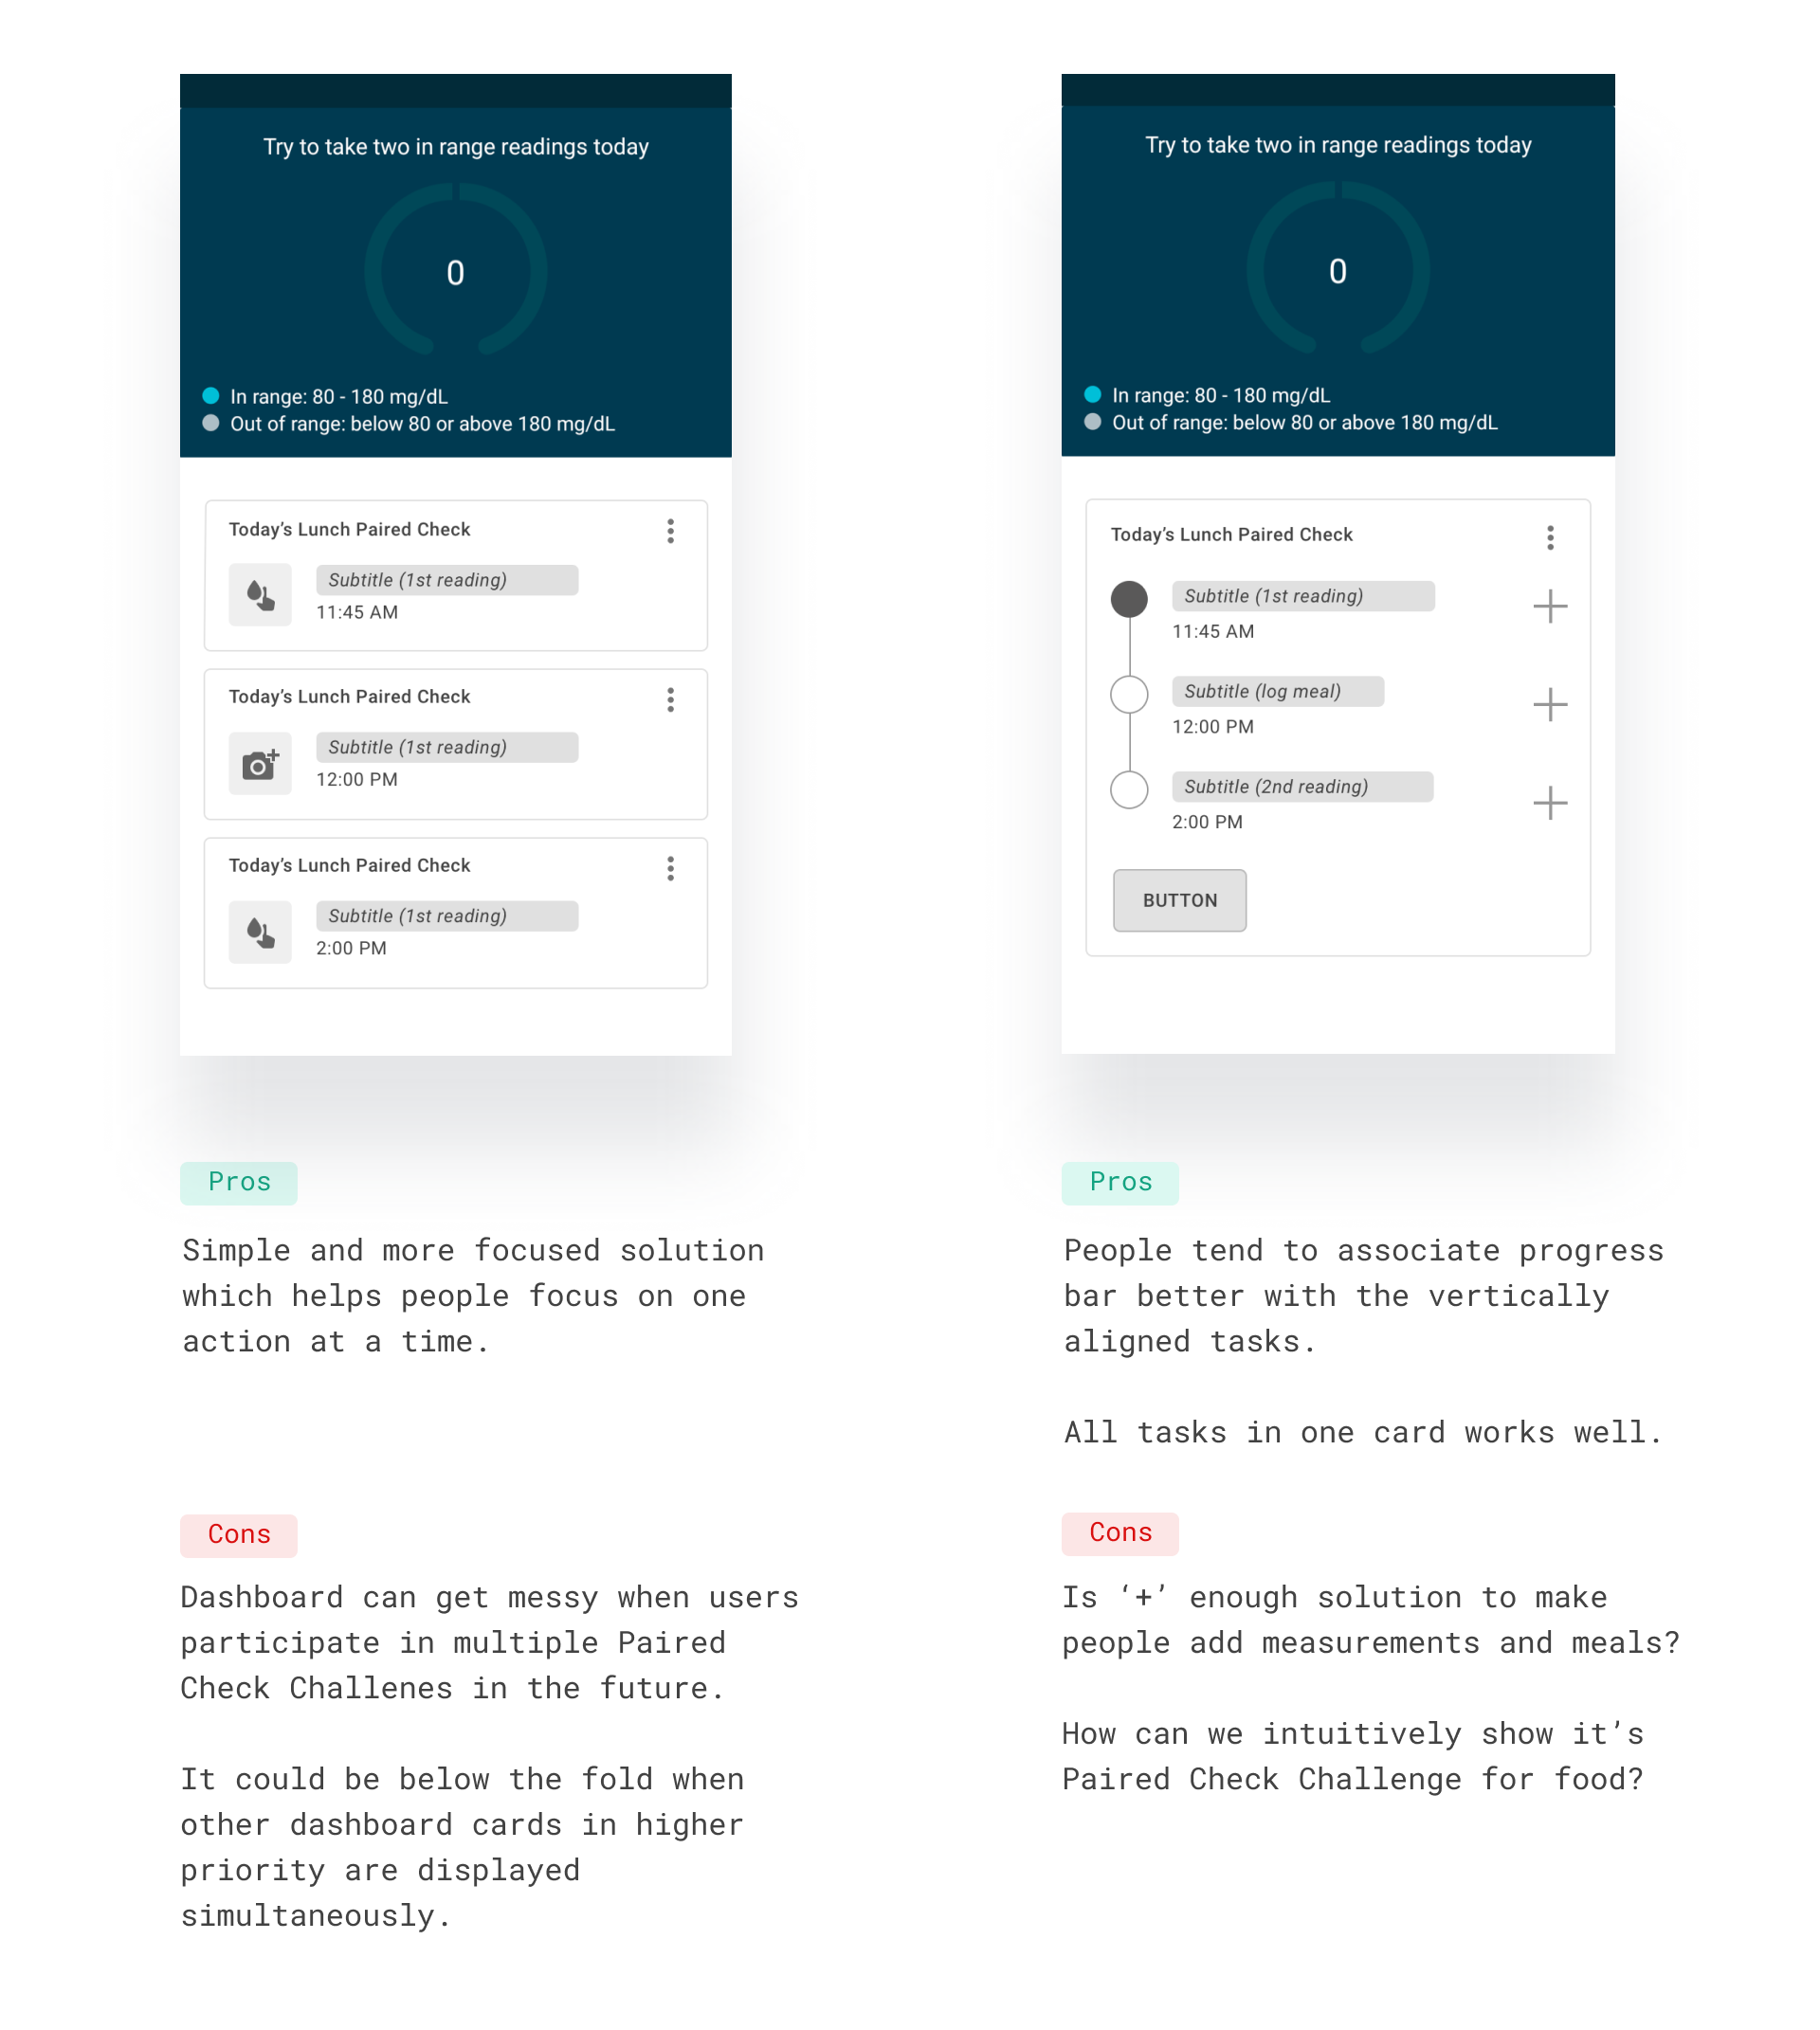 Try to take two in range readings today
0
In range: 80 - 180 mg/dL
Out of range: below 80 or above 180 mg/dL
Today’s Lunch Paired Check
Subtitle (1st reading)
11:45 AM
Today’s Lunch Paired Check
Subtitle (1st reading)
12:00 PM
Today’s Lunch Paired Check
Subtitle (1st reading)
2:00 PM
Pros
Simple and more focused solution
which helps people focus on one
action at a time.
Cons
Dashboard can get messy when users
participate in multiple Paired
Check Challenes in the future.
It could be below the fold when
other dashboard cards in higher
priority are displayed
simultaneously.
Try to take two in range readings today
0
In range: 80 - 180 mg/dL
Out of range: below 80 or above 180 mg/dL
Today’s Lunch Paired Check
Subtitle (1st reading)
11:45 AM
Subtitle (log meal)
12:00 PM
Subtitle (2nd reading)
2:00 PM
BUTTON
Pros
People tend to associate progress
bar better with the vertically
aligned tasks.
All tasks in one card works well.
Cons
Is ‘+’ enough solution to make
people add measurements and meals?
How can we intuitively show it’s
Paired Check Challenge for food?